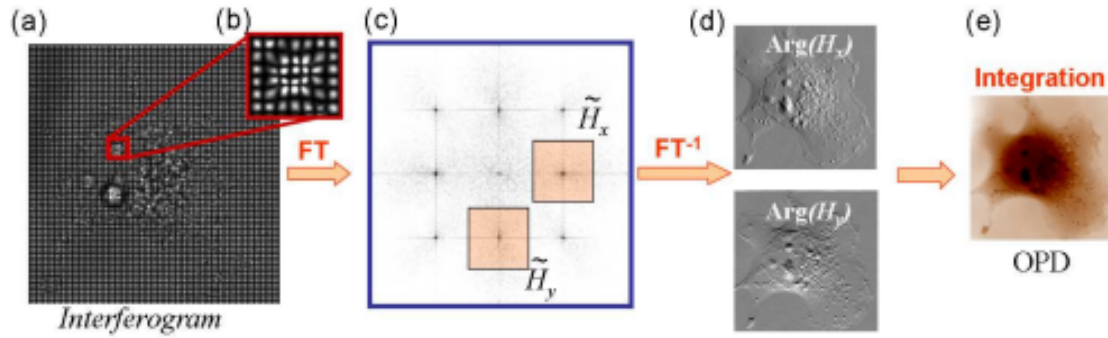 (a)
(b)
(c)
(d)
(e)
FT
H̃x
H̃y
FT-1
Arg(Hx)
Arg(Hy)
Integration
OPD
Interferogram